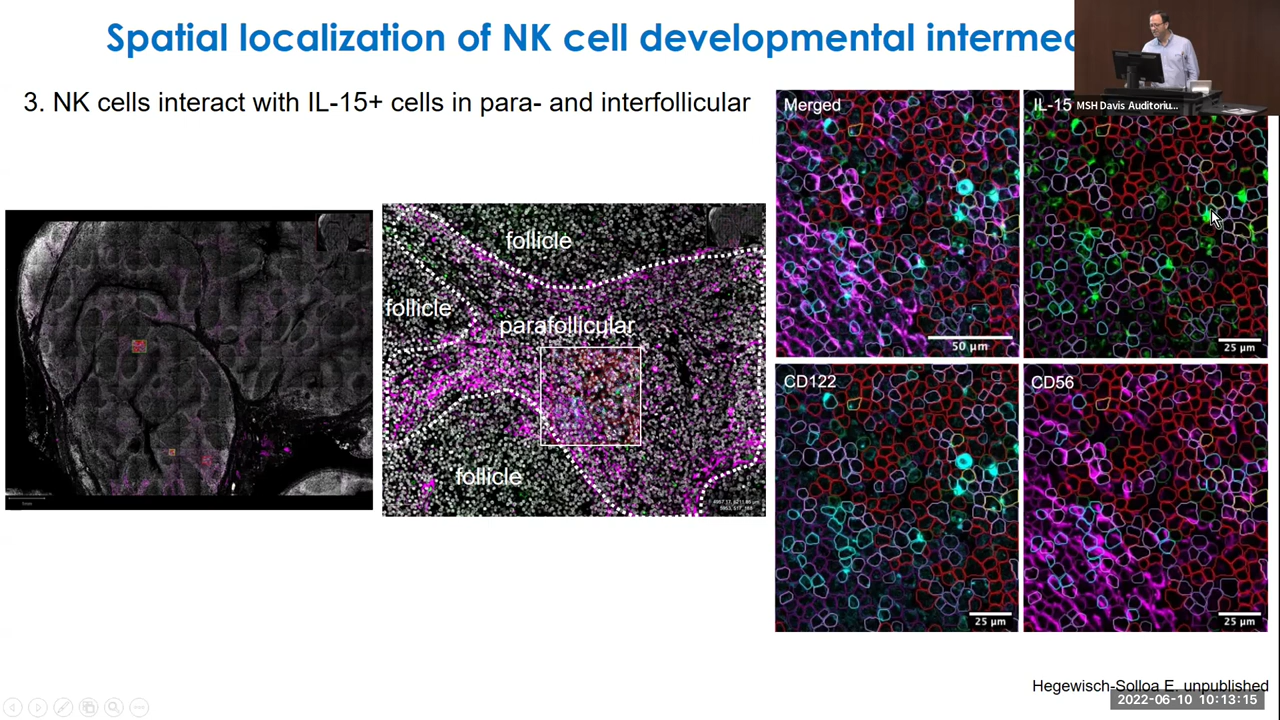 Spatial localization of NK cell developmental intermed
MSH Davis Auditoriu...
3. NK cells interact with IL-15+ cells in para- and interfollicular
Merged
IL-15
follicle
follicle
parafollicular
follicle
50 µm
25 µm
CD122
CD56
25 µm
25 µm
Hegewisch-Solloa E. unpublished
2022-06-10 10:13:15